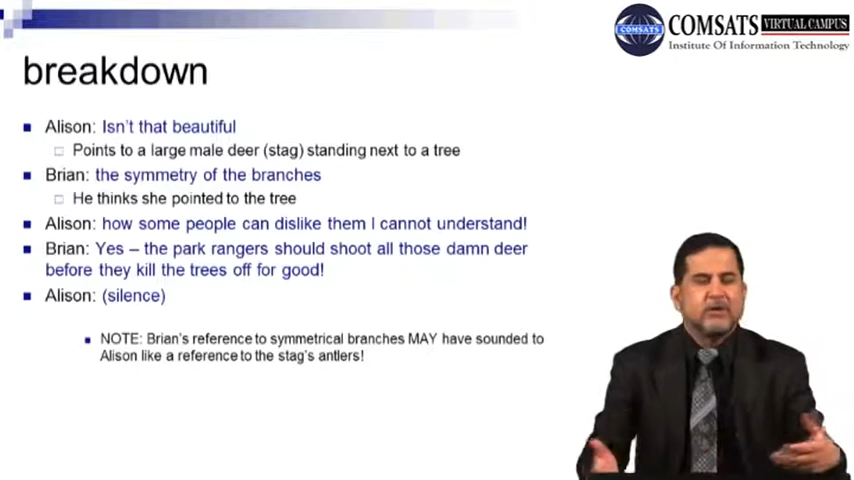 COMSATS
COMSATS VIRTUAL CAMPUS
Institute Of Information Technology
breakdown
Alison: Isn't that beautiful
Points to a large male deer (stag) standing next to a tree
Brian: the symmetry of the branches
He thinks she pointed to the tree
Alison: how some people can dislike them I cannot understand!
Brian: Yes – the park rangers should shoot all those damn deer
before they kill the trees off for good!
Alison: (silence)
NOTE: Brian's reference to symmetrical branches MAY have sounded to
Alison like a reference to the stag's antlers!